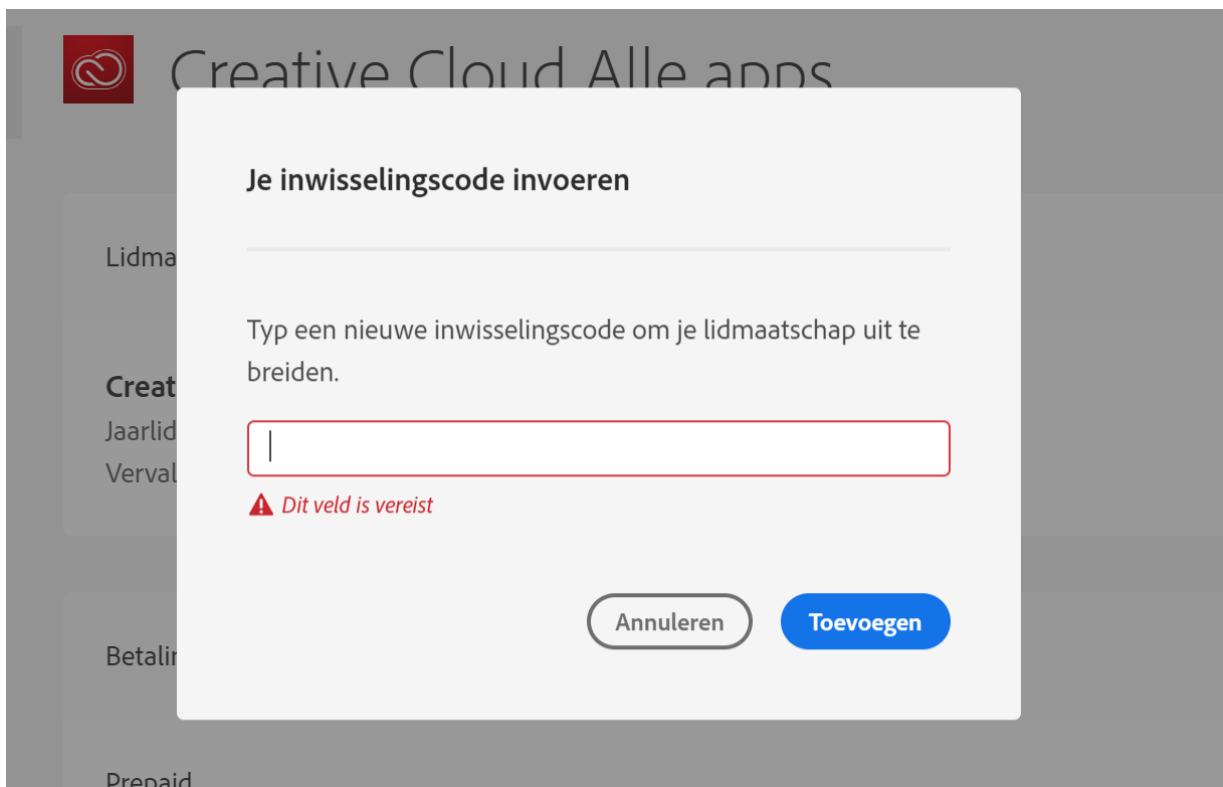 Creative Cloud Alle apps
Je inwisselingscode invoeren
Lidma
Typ een nieuwe inwisselingscode om je lidmaatschap uit te
breiden.
Creat
Jaarlid
Verval
Dit veld is vereist
Annuleren
Toevoegen
Betalin
Prepaid